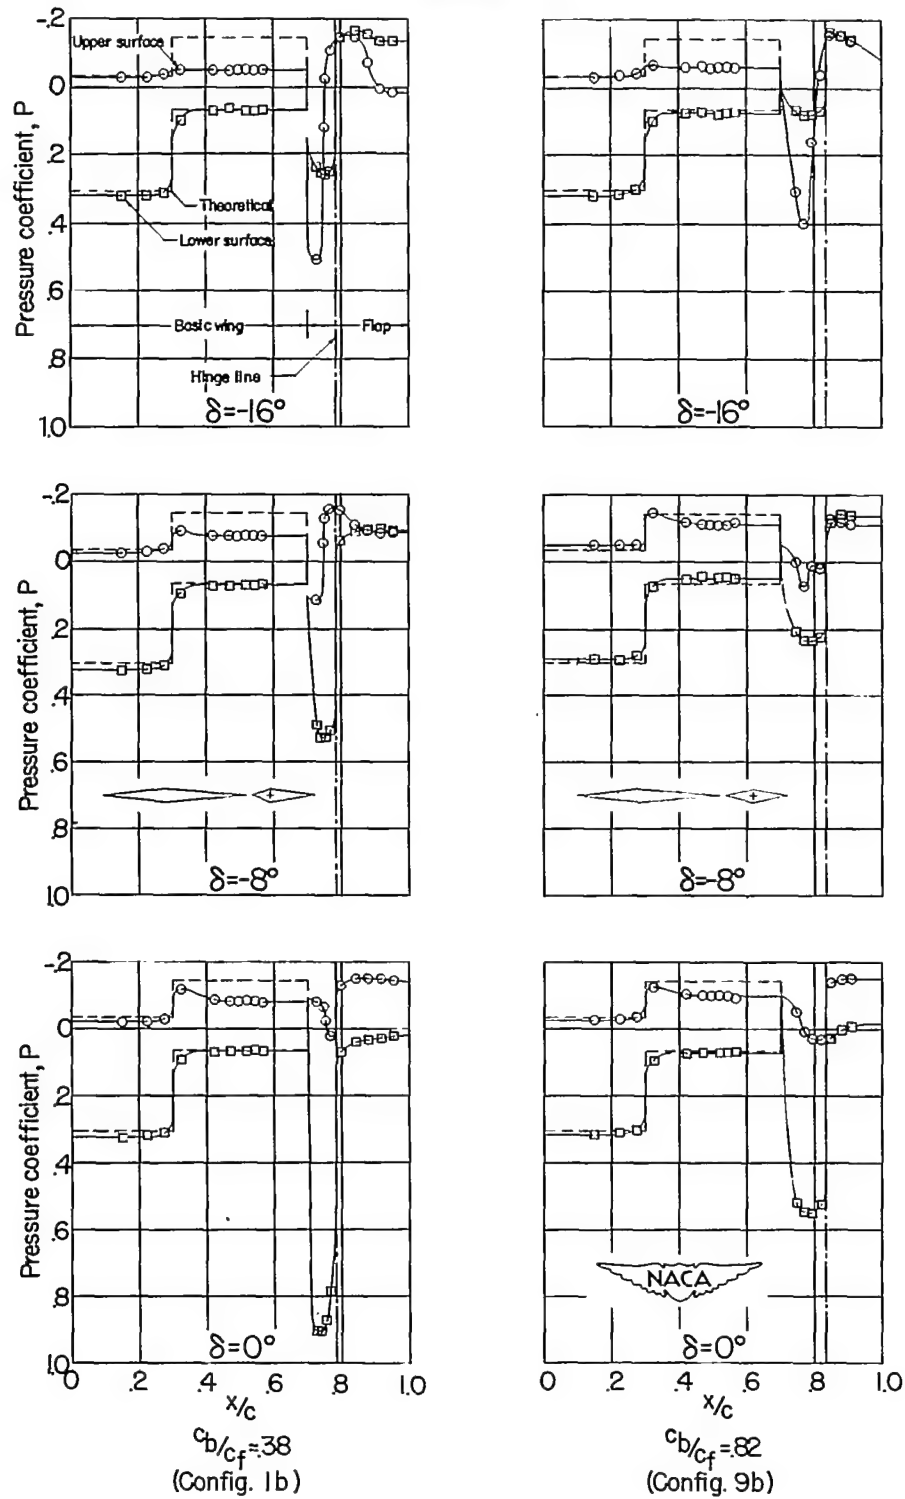 -.2
0
.2
.4
.6
.8
1.0
Pressure coefficient, P
Upper surface
Theoretical
Lower surface
Basic wing
Flap
Hinge line
δ=-16°
δ=-16°
-.2
0
.2
.4
.6
.8
1.0
Pressure coefficient, P
δ=-8°
δ=-8°
-.2
0
.2
.4
.6
.8
1.0
Pressure coefficient, P
NACA
δ=0°
δ=0°
0 .2 .4 .6 .8 1.0
x/c
0 .2 .4 .6 .8 1.0
x/c
cb/cf=.38
(Config. 1b)
cb/cf=.82
(Config. 9b)